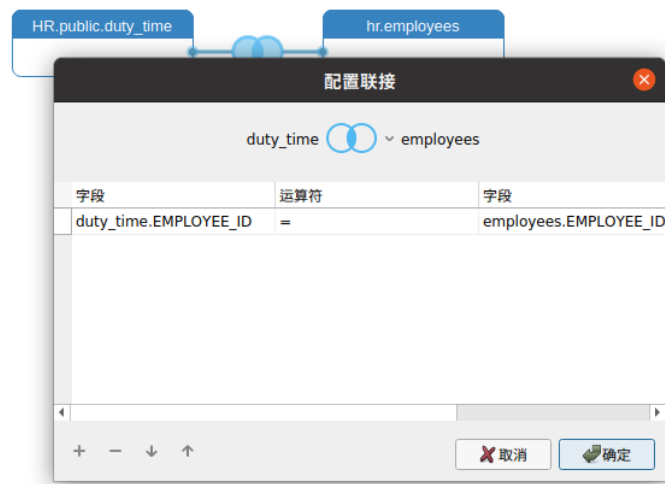 HR.public.duty_time
hr.employees
配置联接
duty_time employees
字段 运算符 字段
duty_time.EMPLOYEE_ID = employees.EMPLOYEE_ID
取消 确定